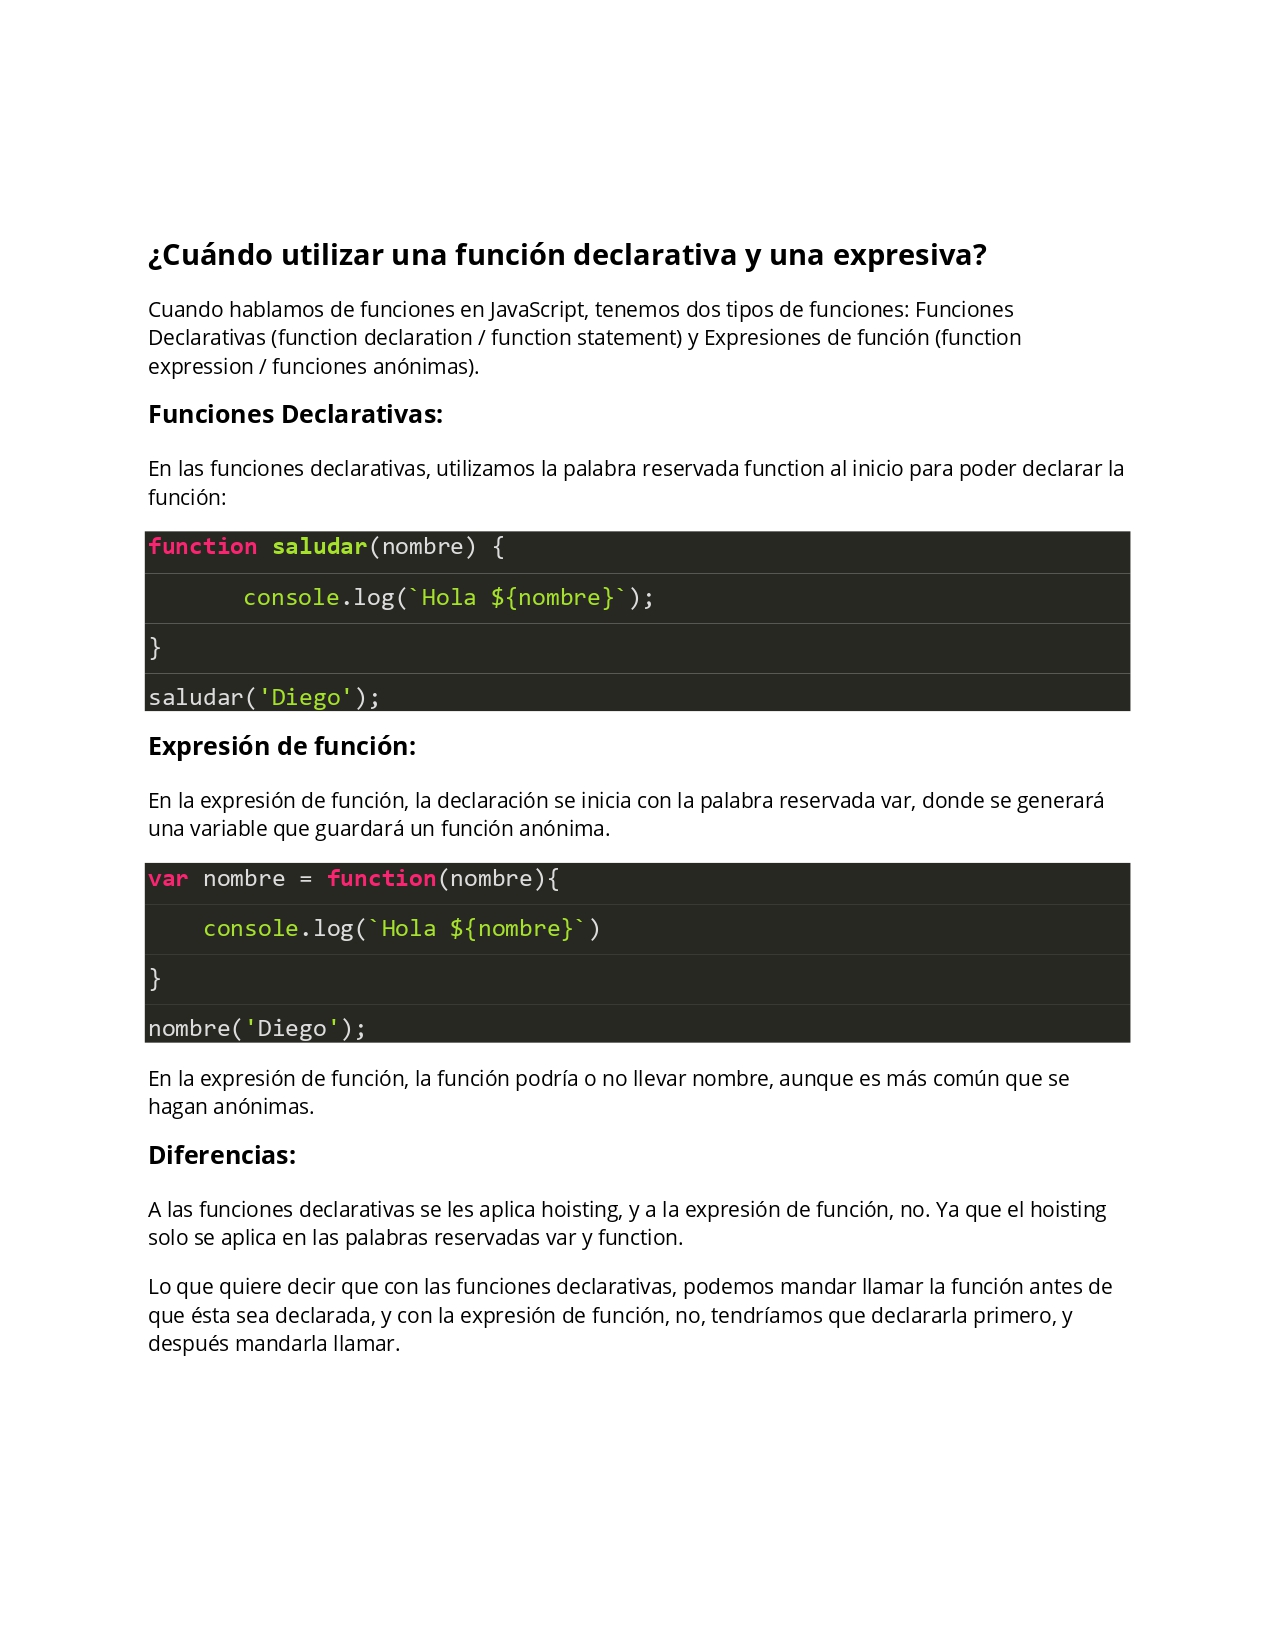 ¿Cuándo utilizar una función declarativa y una expresiva?
Cuando hablamos de funciones en JavaScript, tenemos dos tipos de funciones: Funciones
Declarativas (function declaration / function statement) y Expresiones de función (function
expression / funciones anónimas).
Funciones Declarativas:
En las funciones declarativas, utilizamos la palabra reservada function al inicio para poder declarar la
función:
function saludar(nombre) {
console.log(`Hola ${nombre}`);
}
saludar('Diego');
Expresión de función:
En la expresión de función, la declaración se inicia con la palabra reservada var, donde se generará
una variable que guardará un función anónima.
var nombre = function(nombre){
console.log(`Hola ${nombre}`)
}
nombre('Diego');
En la expresión de función, la función podría o no llevar nombre, aunque es más común que se
hagan anónimas.
Diferencias:
A las funciones declarativas se les aplica hoisting, y a la expresión de función, no. Ya que el hoisting
solo se aplica en las palabras reservadas var y function.
Lo que quiere decir que con las funciones declarativas, podemos mandar llamar la función antes de
que ésta sea declarada, y con la expresión de función, no, tendríamos que declararla primero, y
después mandarla llamar.